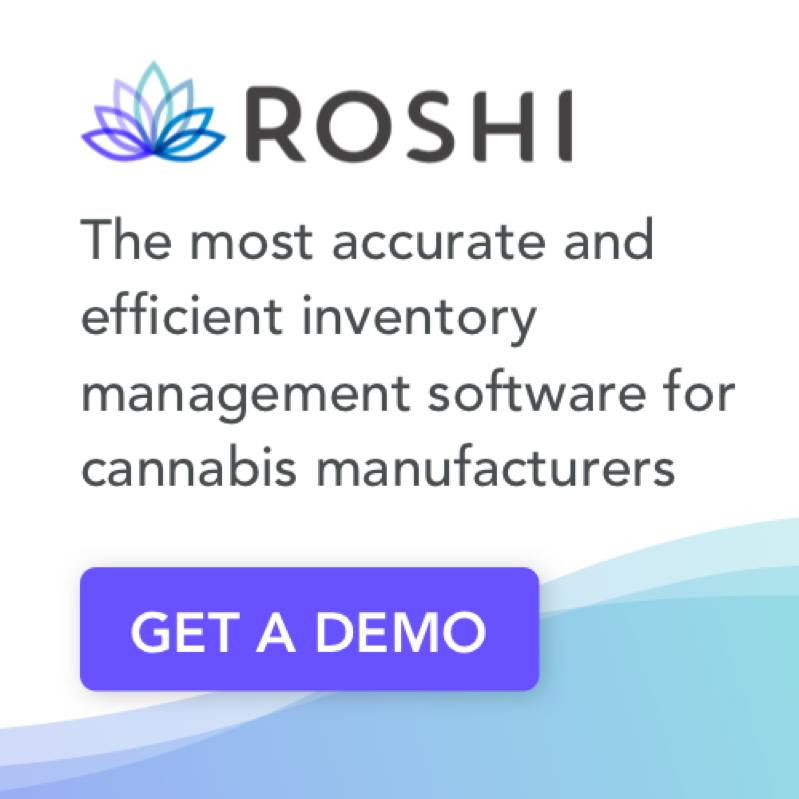 ROSHI
The most accurate and
efficient inventory
management software for
cannabis manufacturers
GET A DEMO